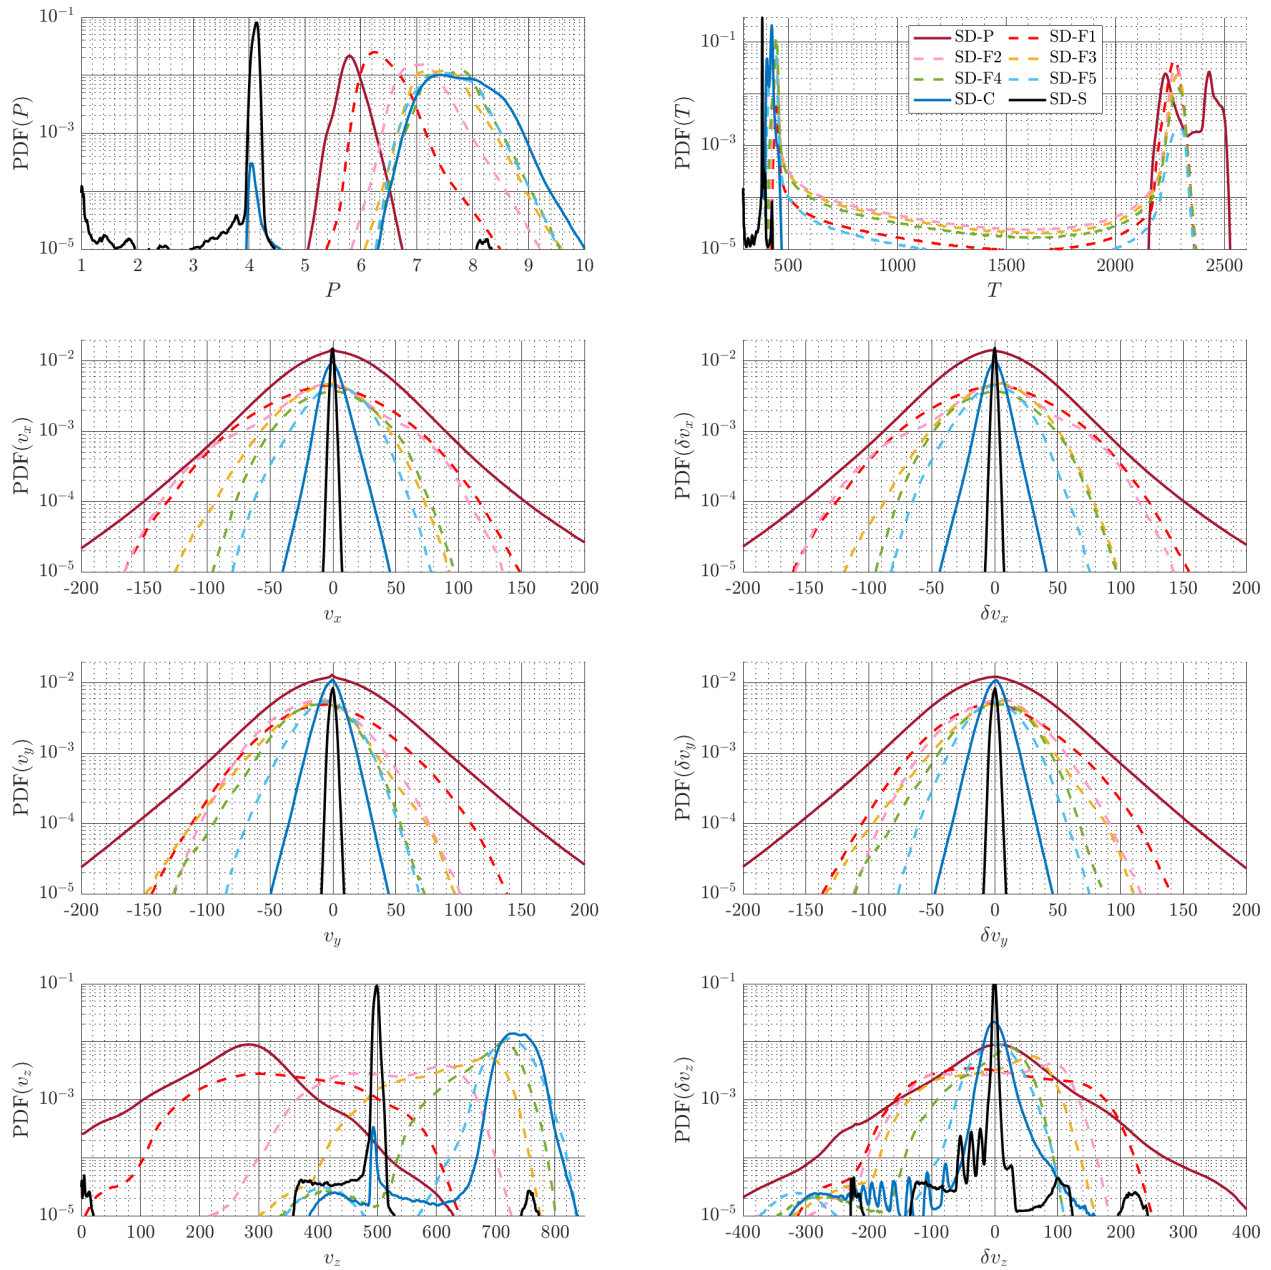 10⁻¹
10⁻³
10⁻⁵
PDF(P)
1 2 3 4 5 6 7 8 9 10
P
10⁻¹
10⁻³
10⁻⁵
PDF(T)
500 1000 1500 2000 2500
T
SD-P SD-F1
SD-F2 SD-F3
SD-F4 SD-F5
SD-C SD-S
10⁻²
10⁻³
10⁻⁴
10⁻⁵
PDF(vₓ)
-200 -150 -100 -50 0 50 100 150 200
vₓ
10⁻²
10⁻³
10⁻⁴
10⁻⁵
PDF(δvₓ)
-200 -150 -100 -50 0 50 100 150 200
δvₓ
10⁻²
10⁻³
10⁻⁴
10⁻⁵
PDF(v_y)
-200 -150 -100 -50 0 50 100 150 200
v_y
10⁻²
10⁻³
10⁻⁴
10⁻⁵
PDF(δv_y)
-200 -150 -100 -50 0 50 100 150 200
δv_y
10⁻¹
10⁻³
10⁻⁵
PDF(v_z)
0 100 200 300 400 500 600 700 800
v_z
10⁻¹
10⁻³
10⁻⁵
PDF(δv_z)
-400 -300 -200 -100 0 100 200 300 400
δv_z